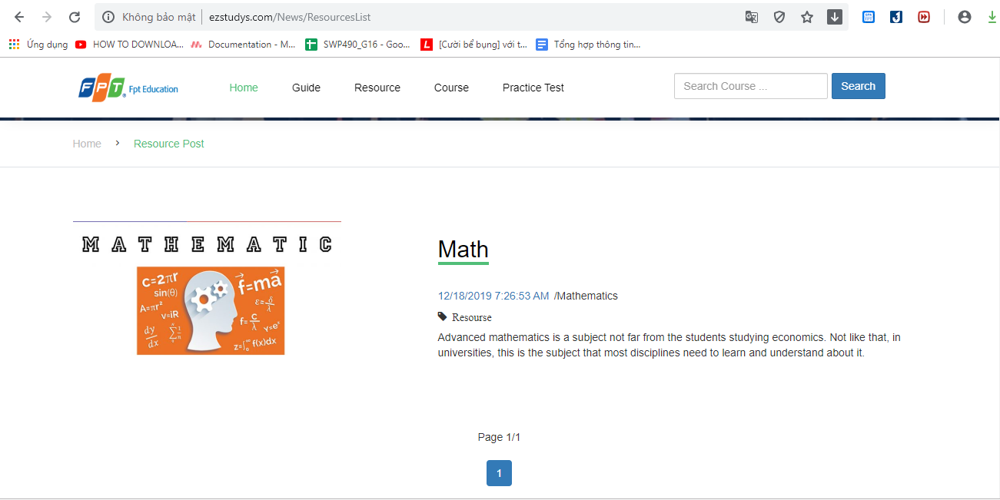 Không bảo mật
ezstudys.com/News/ResourcesList
Ứng dụng
HOW TO DOWNLOA...
Documentation - M...
SWP490_G16 - Goo...
[Cười bể bụng] với t...
Tổng hợp thông tin...
FPT Fpt Education
Home
Guide
Resource
Course
Practice Test
Search Course ...
Search
Home > Resource Post
MATHEMATIC
c=2πr
sin(θ)
A=πr²
v=iR
dy/dx
f=ma
f=c/λ
Math
12/18/2019 7:26:53 AM /Mathematics
Resourse
Advanced mathematics is a subject not far from the students studying economics. Not like that, in
universities, this is the subject that most disciplines need to learn and understand about it.
Page 1/1
1